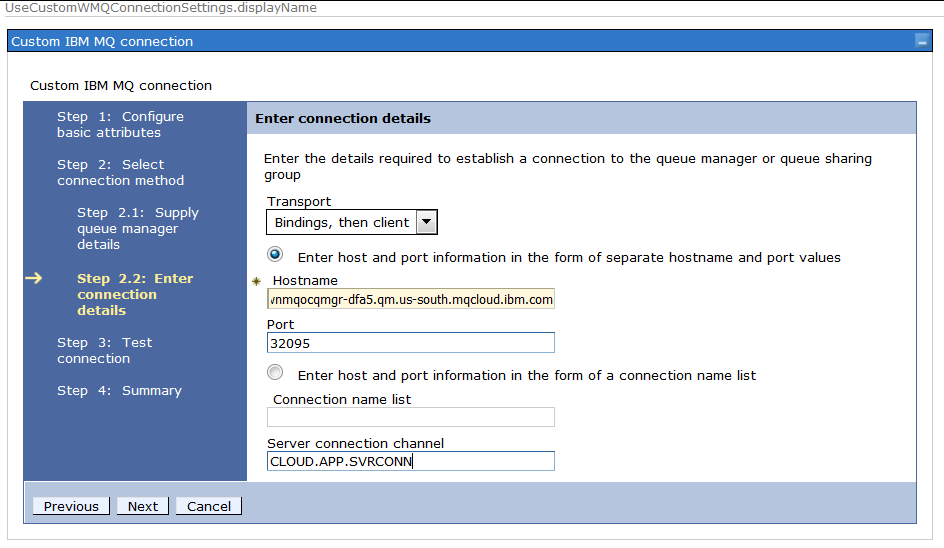 UseCustomWMQConnectionSettings.displayName
Custom IBM MQ connection
Custom IBM MQ connection
Step 1: Configure
basic attributes
Step 2: Select
connection method
Step 2.1: Supply
queue manager
details
Step 2.2: Enter
connection
details
Step 3: Test
connection
Step 4: Summary
Enter connection details
Enter the details required to establish a connection to the queue manager or queue sharing
group
Transport
Bindings, then client
Enter host and port information in the form of separate hostname and port values
Hostname
vnmqocqmgr-dfa5.qm.us-south.mqcloud.ibm.com
Port
32095
Enter host and port information in the form of a connection name list
Connection name list
Server connection channel
CLOUD.APP.SVRCONN
Previous
Next
Cancel